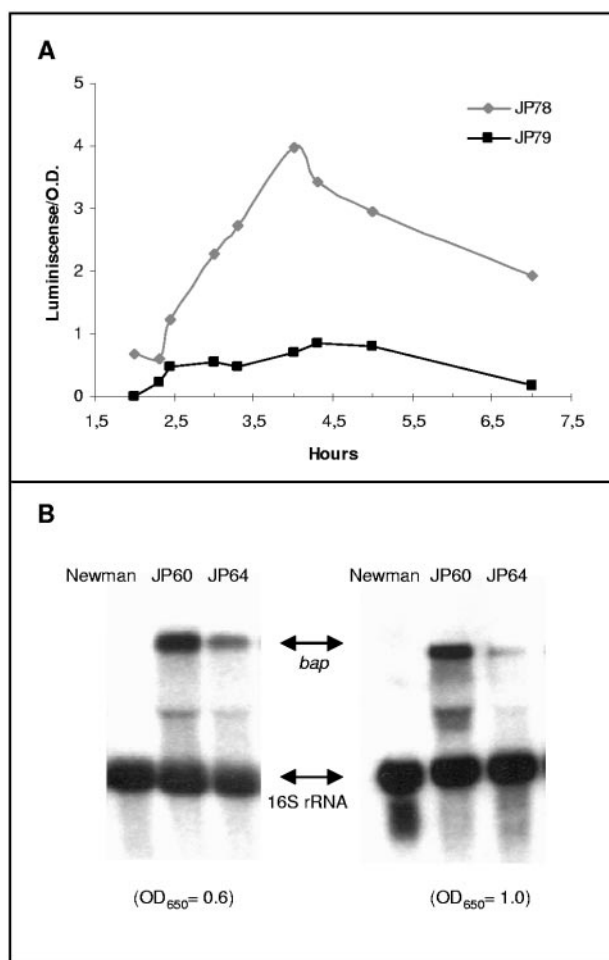 A
5
4
3
2
1
0
Luminiscense/O.D.
JP78
JP79
1,5 2,5 3,5 4,5 5,5 6,5 7,5
Hours
B
Newman JP60 JP64 Newman JP60 JP64
bap
16S rRNA
(OD650= 0.6) (OD650= 1.0)